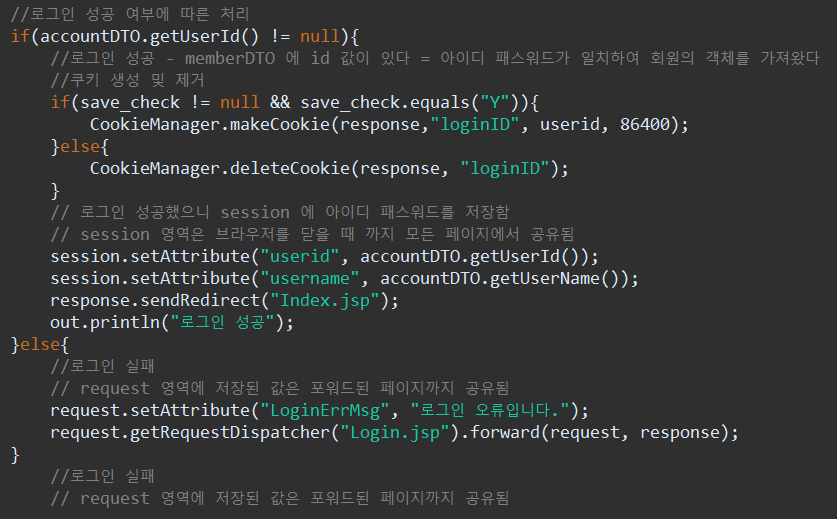 //로그인 성공 여부에 따른 처리
if(accountDTO.getUserId() != null){
    //로그인 성공 - memberDTO 에 id 값이 있다 = 아이디 패스워드가 일치하여 회원의 객체를 가져왔다
    //쿠키 생성 및 제거
    if(save_check != null && save_check.equals("Y")){
        CookieManager.makeCookie(response,"loginID", userid, 86400);
    }else{
        CookieManager.deleteCookie(response, "loginID");
    }
    // 로그인 성공했으니 session 에 아이디 패스워드를 저장함
    // session 영역은 브라우저를 닫을 때 까지 모든 페이지에서 공유됨
    session.setAttribute("userid", accountDTO.getUserId());
    session.setAttribute("username", accountDTO.getUserName());
    response.sendRedirect("Index.jsp");
    out.println("로그인 성공");
}else{
    //로그인 실패
    // request 영역에 저장된 값은 포워드된 페이지까지 공유됨
    request.setAttribute("LoginErrMsg", "로그인 오류입니다.");
    request.getRequestDispatcher("Login.jsp").forward(request, response);
}
    //로그인 실패
    // request 영역에 저장된 값은 포워드된 페이지까지 공유됨